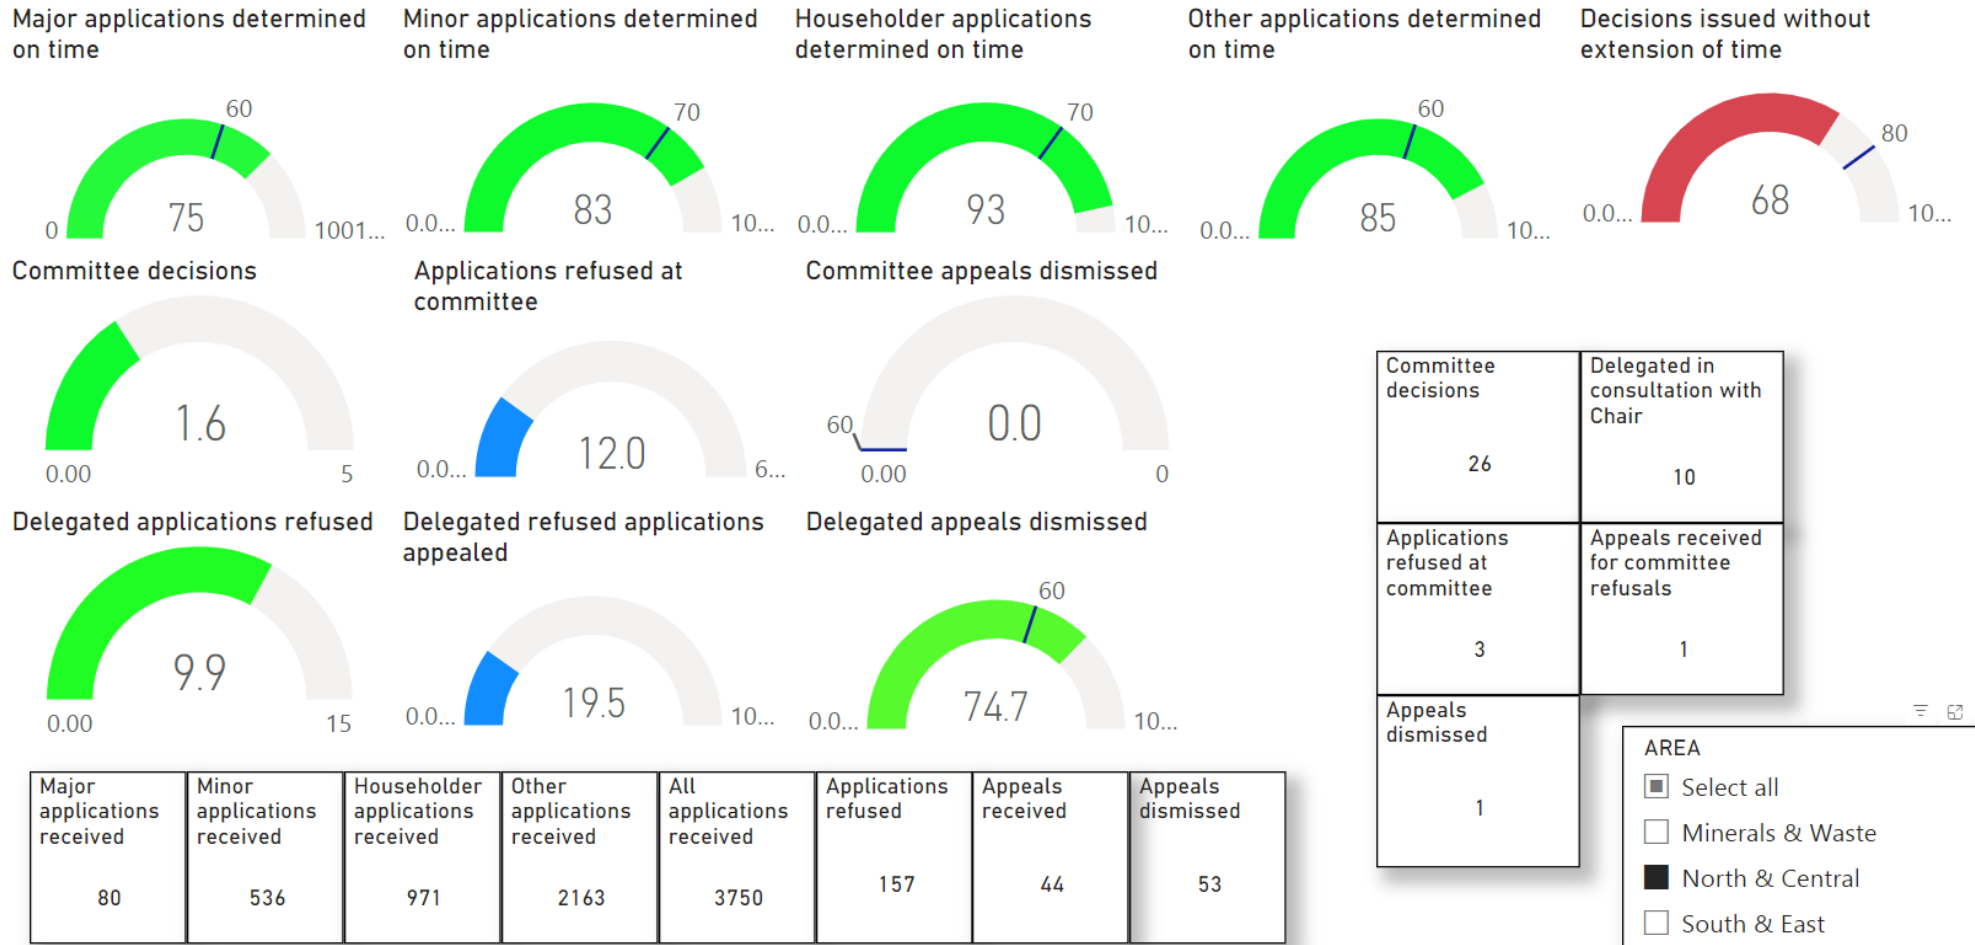 Major applications determined
on time
60
0
75
1001...
Minor applications determined
on time
70
0.0...
83
10...
Householder applications
determined on time
70
0.0...
93
10...
Other applications determined
on time
60
0.0...
85
10...
Decisions issued without
extension of time
80
0.0...
68
10...
Committee decisions
1.6
0.00
5
Applications refused at
committee
0.0...
12.0
6...
Committee appeals dismissed
60
0.0
0.00
0
Delegated applications refused
9.9
0.00
15
Delegated refused applications
appealed
0.0...
19.5
10...
Delegated appeals dismissed
60
0.0...
74.7
10...
Committee
decisions
26
Delegated in
consultation with
Chair
10
Applications
refused at
committee
3
Appeals received
for committee
refusals
1
Appeals
dismissed
1
Major
applications
received
80
Minor
applications
received
536
Householder
applications
received
971
Other
applications
received
2163
All
applications
received
3750
Applications
refused
157
Appeals
received
44
Appeals
dismissed
53
AREA
Select all
Minerals & Waste
North & Central
South & East